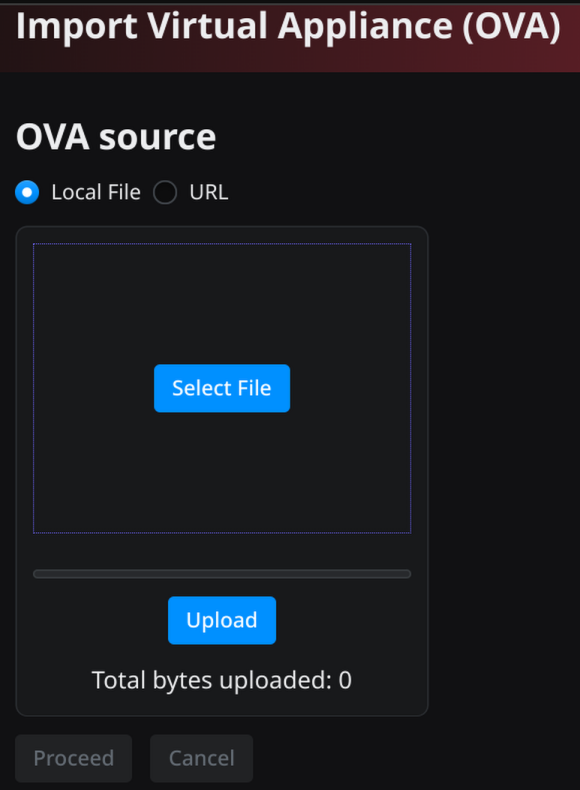 Import Virtual Appliance (OVA)
OVA source
Local File URL
Select File
Upload
Total bytes uploaded: 0
Proceed Cancel